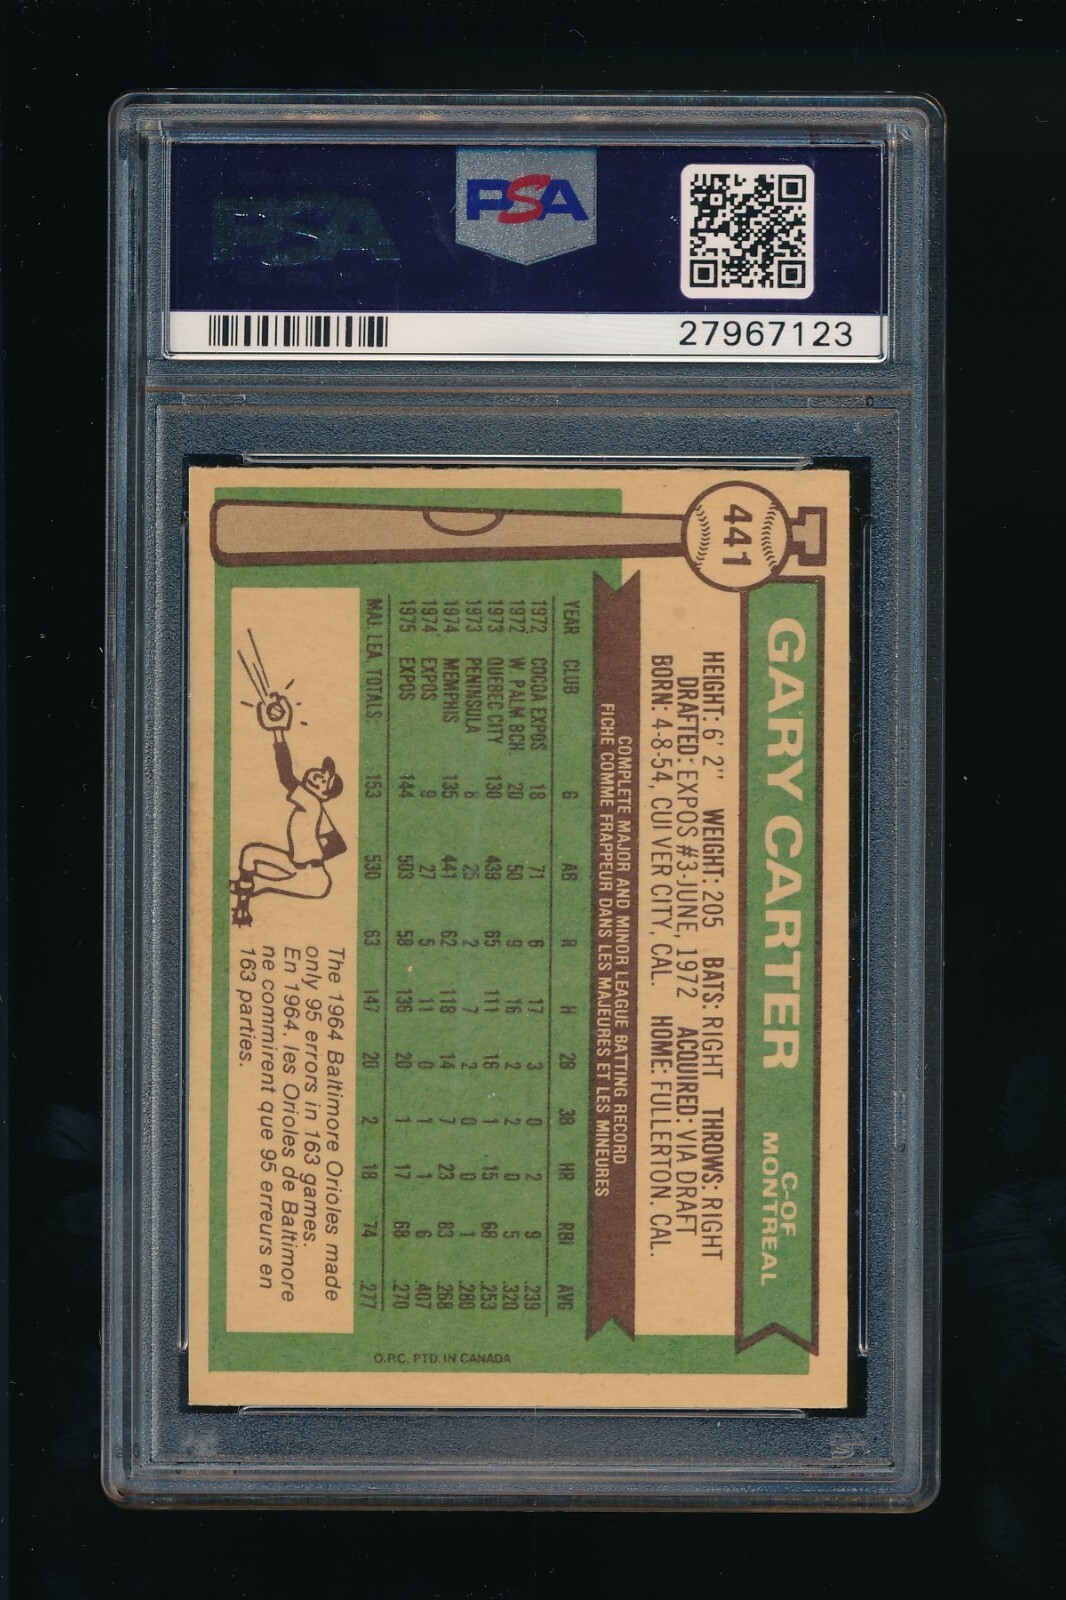 PSA
PSA
27967123
441
GARY CARTER
C-OF
MONTREAL
HEIGHT: 6' 2" WEIGHT: 205 BATS: RIGHT THROWS: RIGHT
DRAFTED: EXPOS #3-JUNE, 1972 ACQUIRED: VIA DRAFT
BORN: 4-8-54, CULVER CITY, CAL. HOME: FULLERTON, CAL.
COMPLETE MAJOR AND MINOR LEAGUE BATTING RECORD
FICHE COMME FRAPPEUR DANS LES MAJEURES ET LES MINEURES
YEAR CLUB G AB R H 2B 3B HR RBI AVG
1972 COCOA EXPOS 18 71 6 17 3 0 2 9 .239
1972 W. PALM BCH. 20 50 9 16 2 2 0 5 .320
1973 QUEBEC CITY 130 439 65 111 16 1 15 68 .253
1973 PENINSULA 8 25 2 7 2 0 0 1 .280
1974 MEMPHIS 135 441 62 118 14 7 23 83 .268
1974 EXPOS 9 27 5 11 0 1 1 6 .407
1975 EXPOS 144 503 58 136 20 1 17 68 .270
MAJ. LEA. TOTALS: 153 530 63 147 20 2 18 74 .277
The 1964 Baltimore Orioles made
only 95 errors in 163 games.
En 1964, les Orioles de Baltimore
ne commirent que 95 erreurs en
163 parties.
O.P.C. PTD. IN CANADA